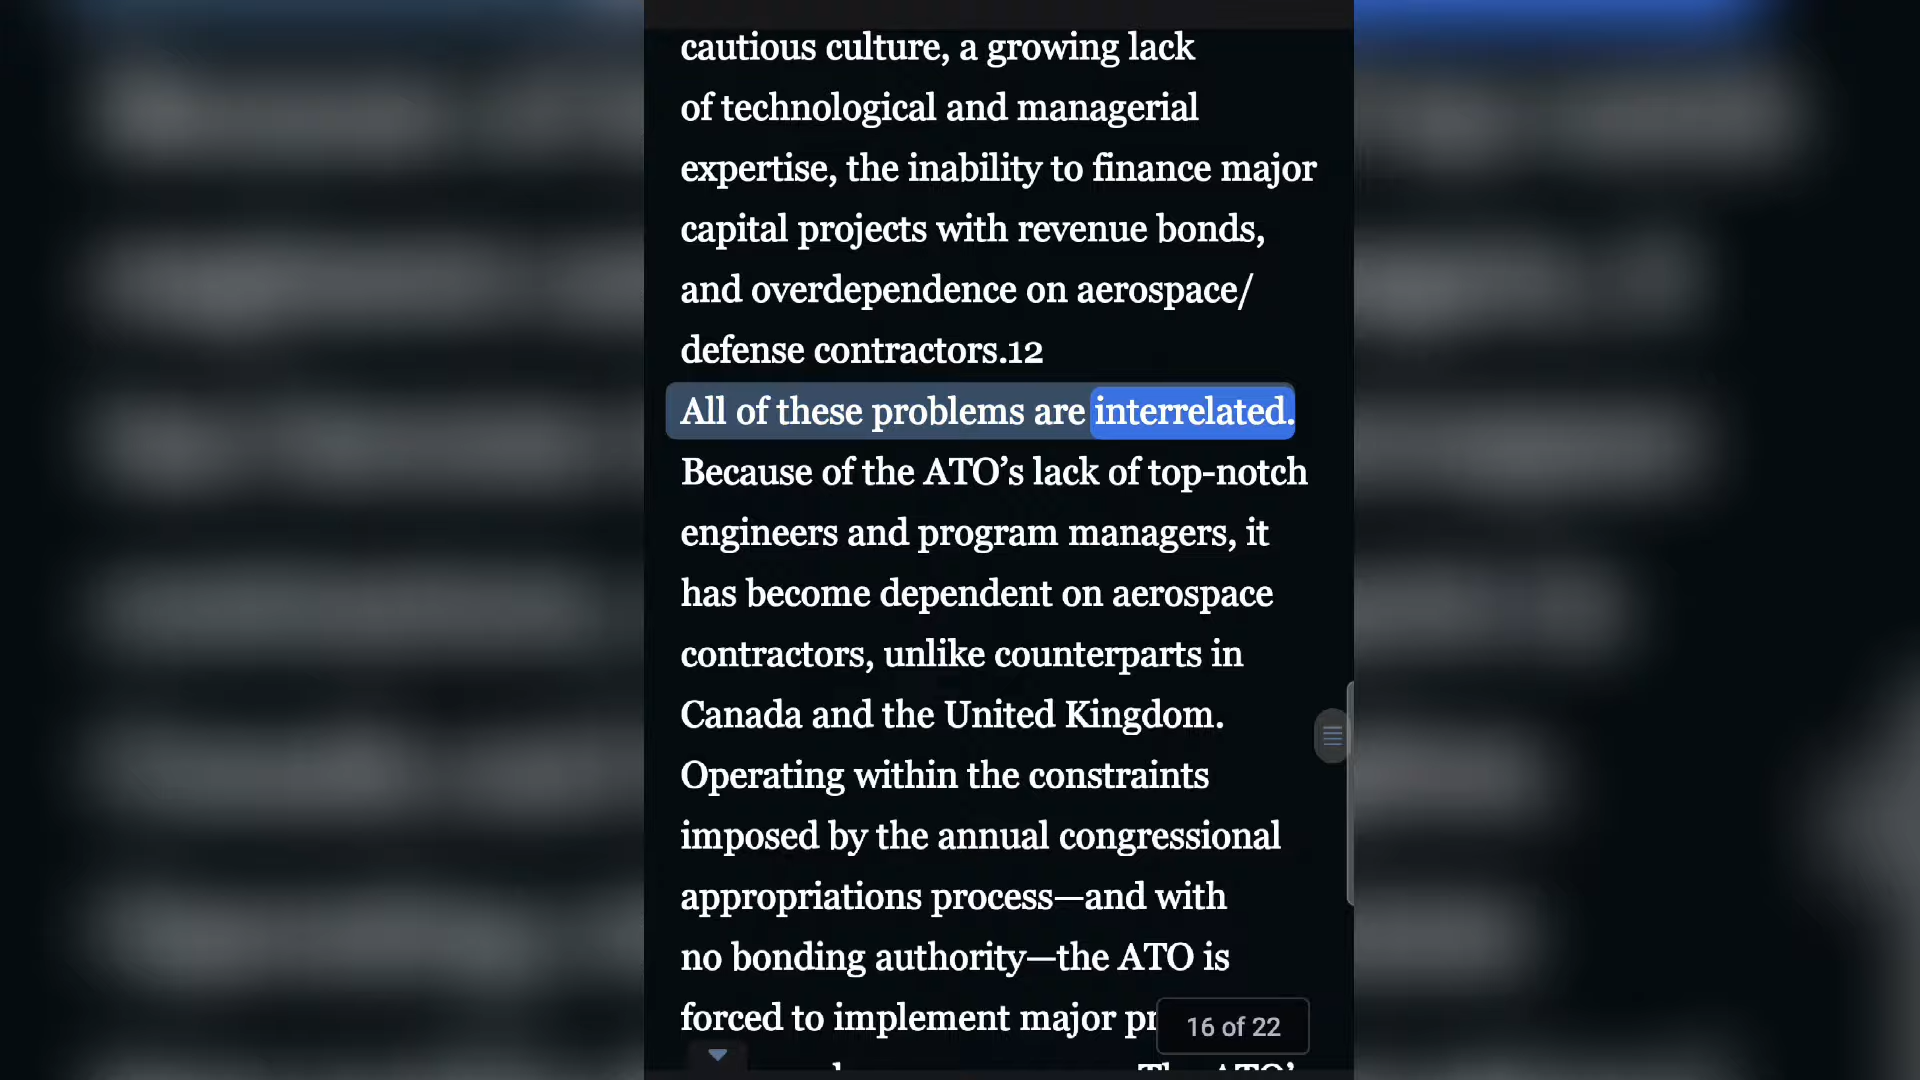 cautious culture, a growing lack
of technological and managerial
expertise, the inability to finance major
capital projects with revenue bonds,
and overdependence on aerospace/
defense contractors.12
All of these problems are interrelated.
Because of the ATO’s lack of top-notch
engineers and program managers, it
has become dependent on aerospace
contractors, unlike counterparts in
Canada and the United Kingdom.
Operating within the constraints
imposed by the annual congressional
appropriations process—and with
no bonding authority—the ATO is
forced to implement major
16 of 22
The ATO’